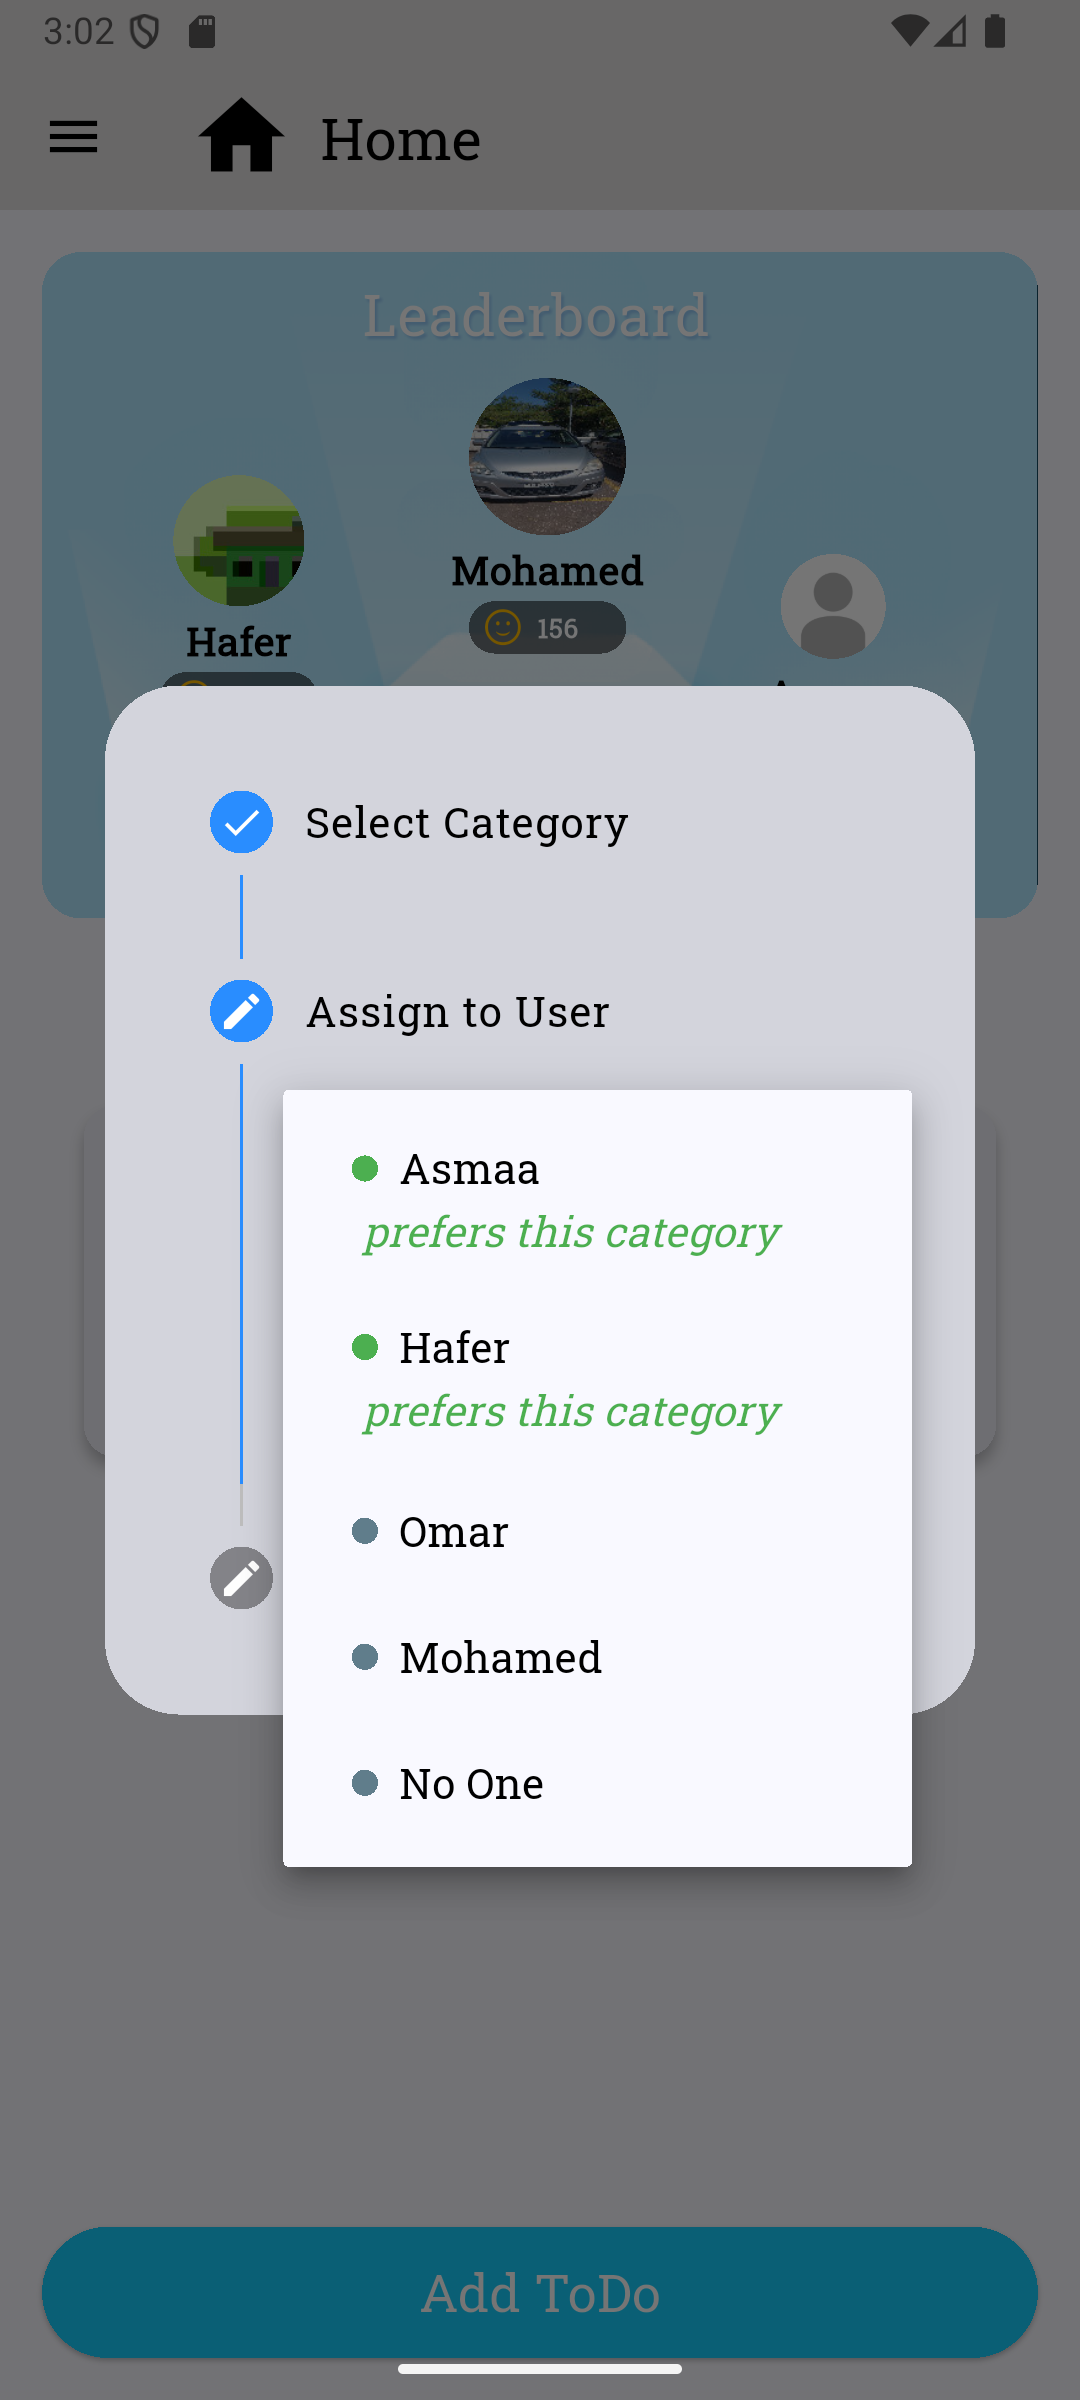 3:02
Home
Leaderboard
Mohamed
156
Hafer
Select Category
Assign to User
Asmaa
prefers this category
Hafer
prefers this category
Omar
Mohamed
No One
Add ToDo